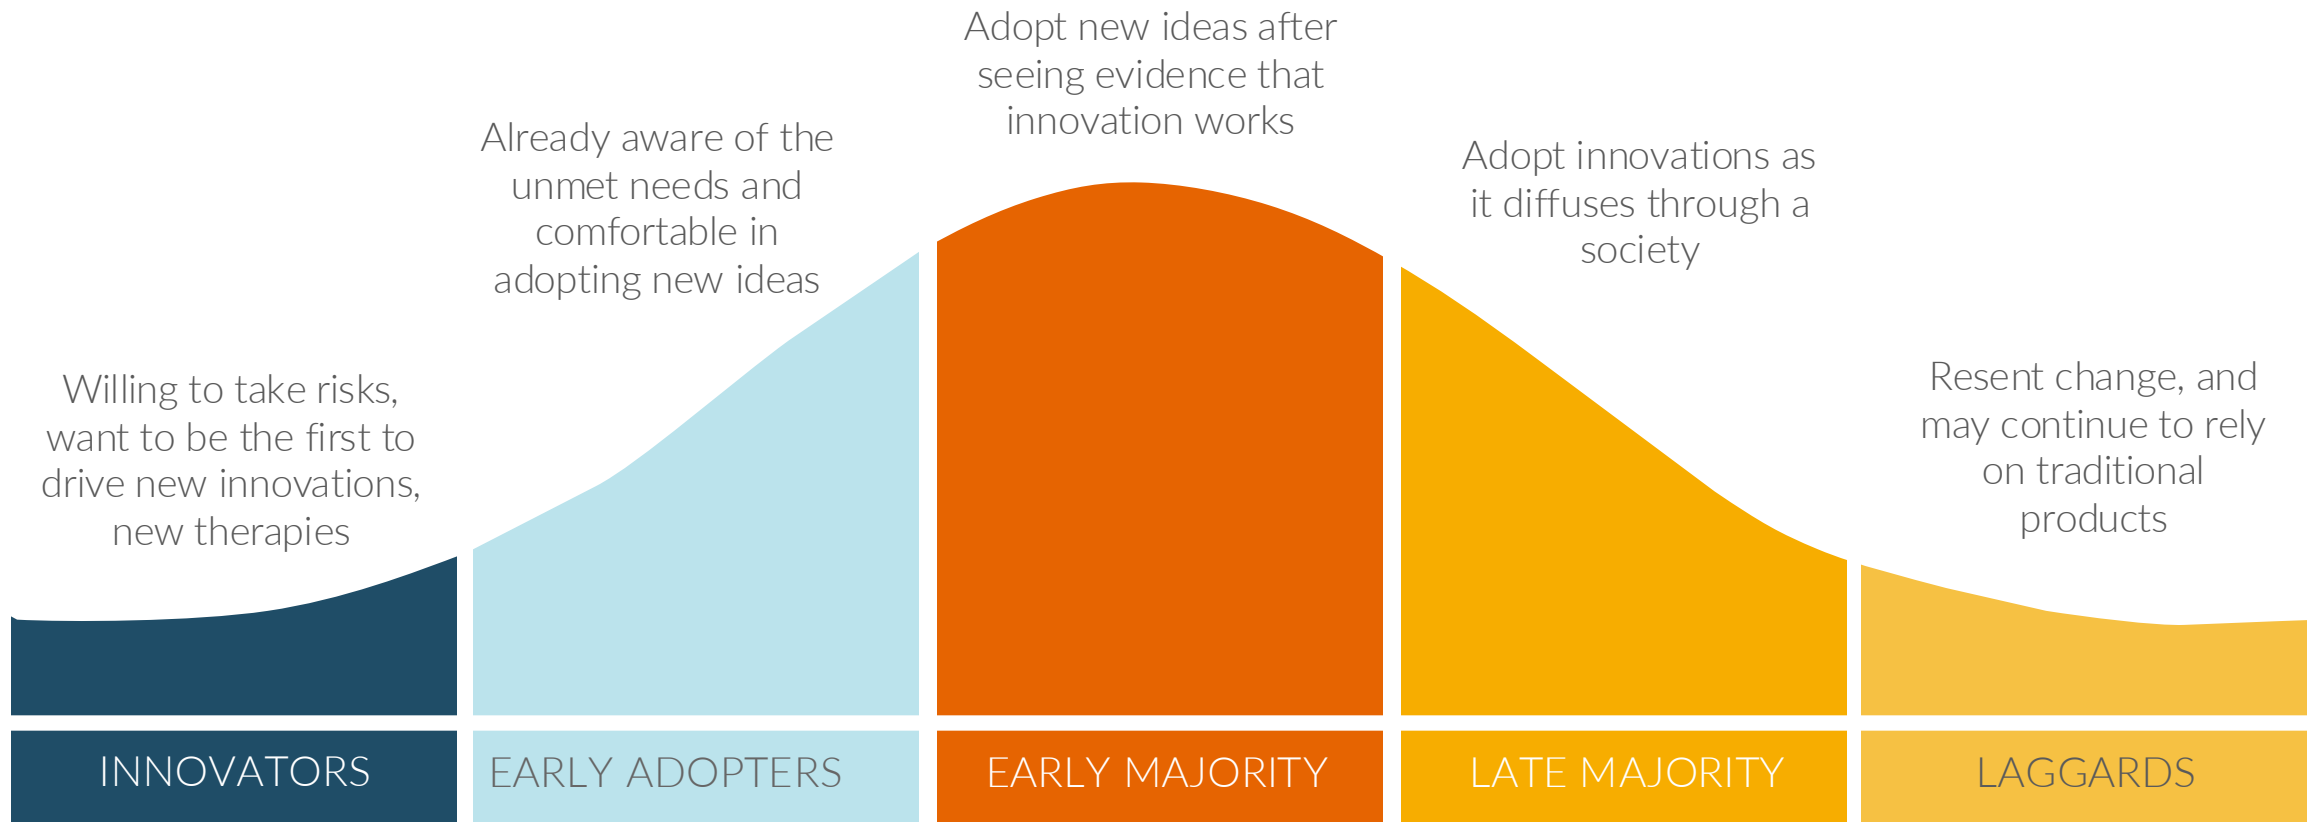 Willing to take risks,
want to be the first to
drive new innovations,
new therapies
Already aware of the
unmet needs and
comfortable in
adopting new ideas
Adopt new ideas after
seeing evidence that
innovation works
Adopt innovations as
it diffuses through a
society
Resent change, and
may continue to rely
on traditional
products
INNOVATORS
EARLY ADOPTERS
EARLY MAJORITY
LATE MAJORITY
LAGGARDS